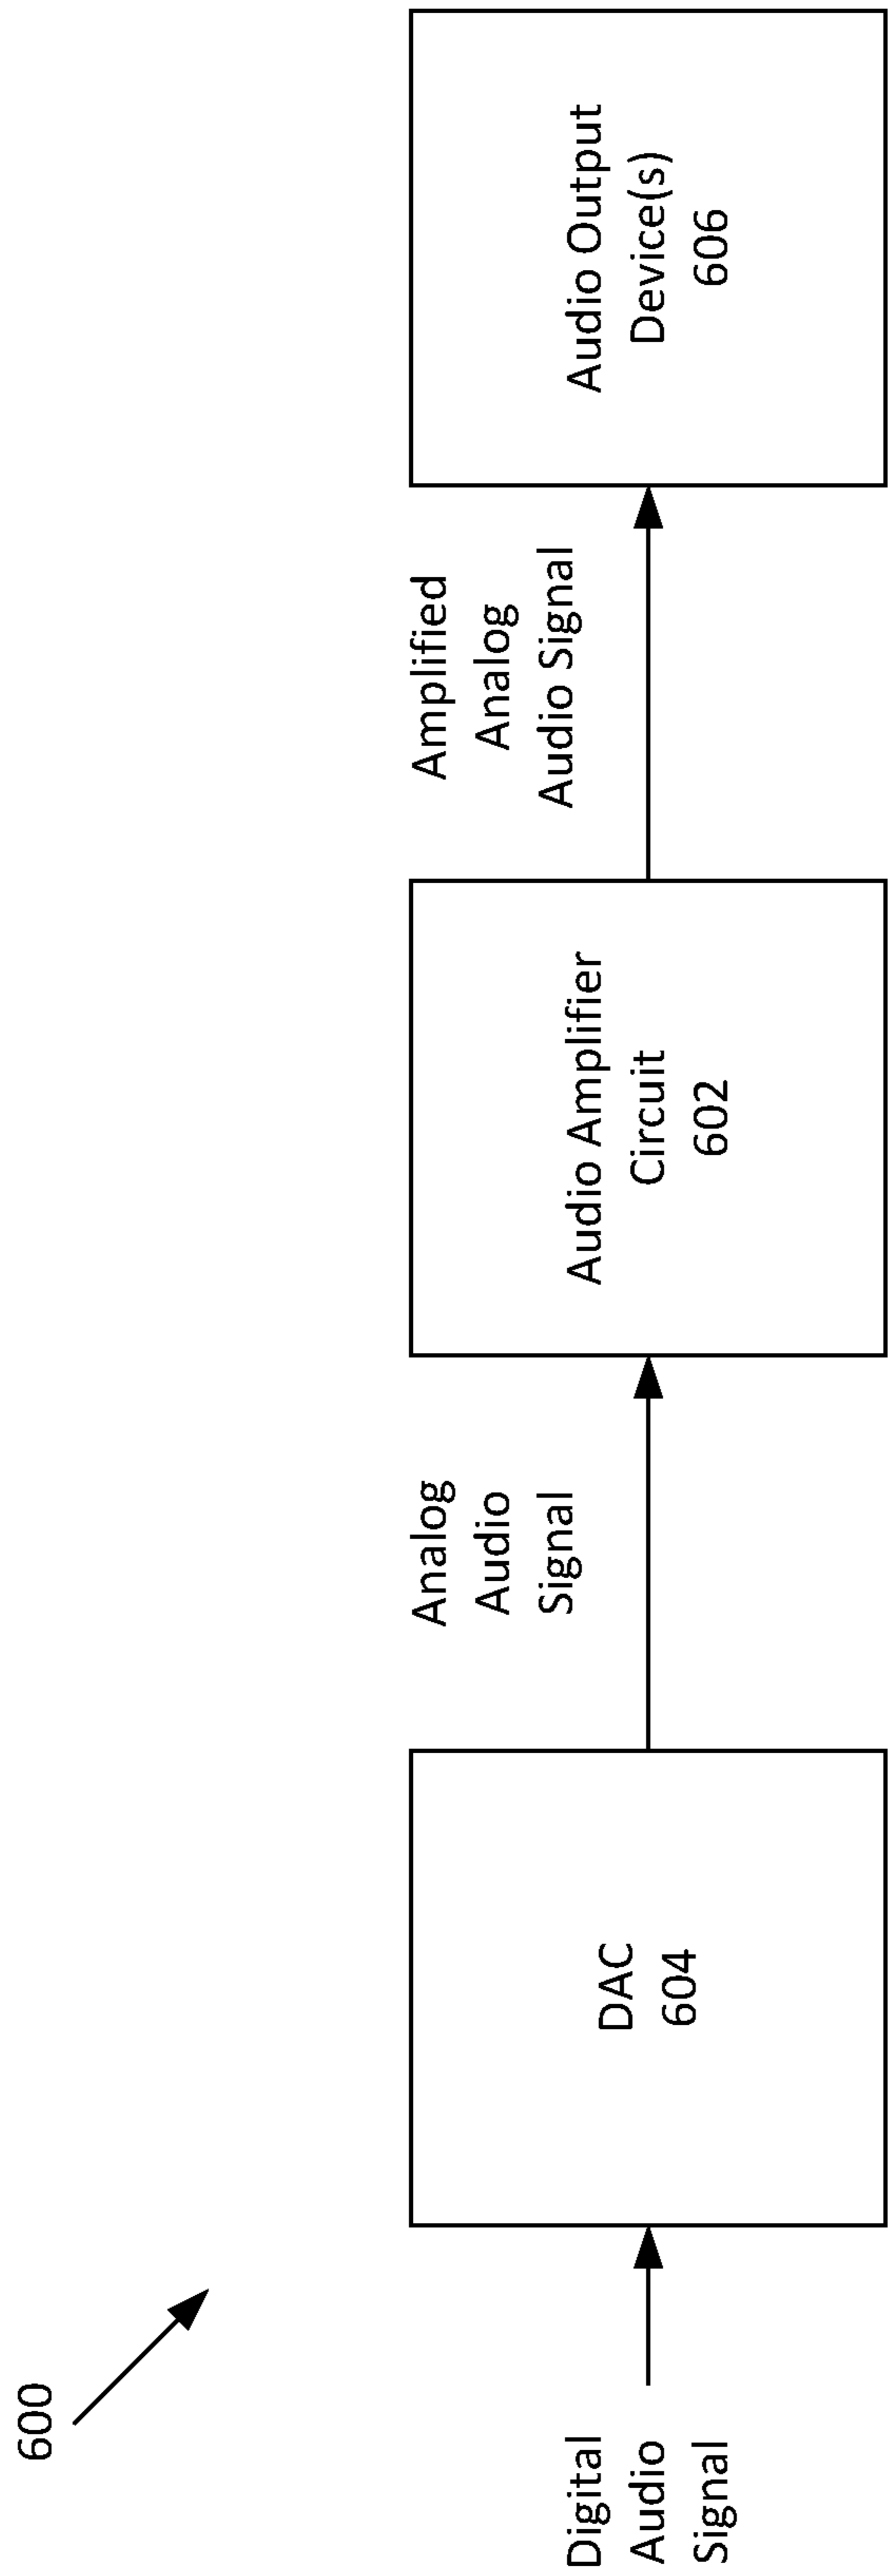 600
Digital
Audio
Signal
DAC
604
Analog
Audio
Signal
Audio Amplifier
Circuit
602
Amplified
Analog
Audio Signal
Audio Output
Device(s)
606